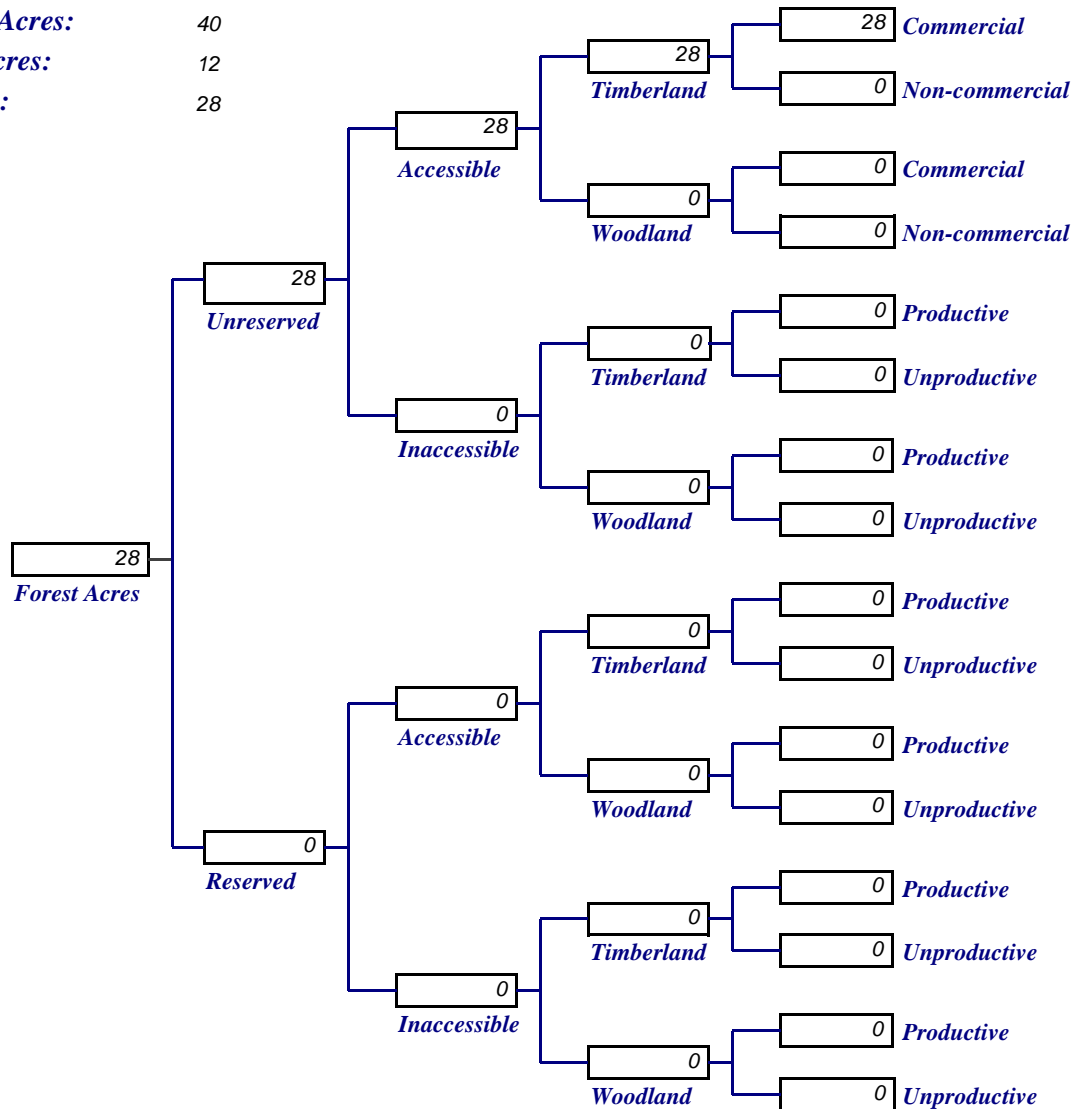 Acres: 40
cres: 12
: 28
28 Commercial
28
Timberland
0 Non-commercial
28
Accessible
0 Commercial
0
Woodland
0 Non-commercial
28
Unreserved
0 Productive
0
Timberland
0 Unproductive
0
Inaccessible
0 Productive
0
Woodland
0 Unproductive
28
Forest Acres
0 Productive
0
Timberland
0 Unproductive
0
Accessible
0 Productive
0
Woodland
0 Unproductive
0
Reserved
0 Productive
0
Timberland
0 Unproductive
0
Inaccessible
0 Productive
0
Woodland
0 Unproductive